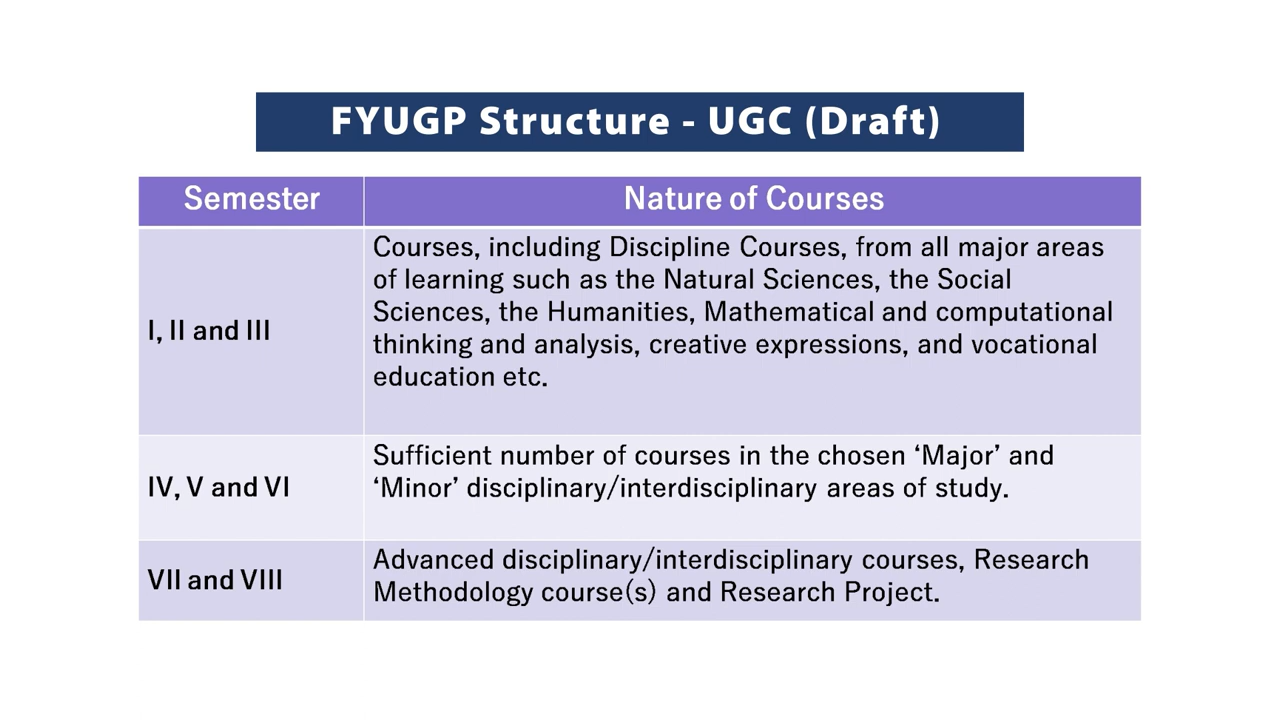 FYUGP Structure - UGC (Draft)
Semester
Nature of Courses
I, II and III
Courses, including Discipline Courses, from all major areas
of learning such as the Natural Sciences, the Social
Sciences, the Humanities, Mathematical and computational
thinking and analysis, creative expressions, and vocational
education etc.
IV, V and VI
Sufficient number of courses in the chosen ‘Major’ and
‘Minor’ disciplinary/interdisciplinary areas of study.
VII and VIII
Advanced disciplinary/interdisciplinary courses, Research
Methodology course(s) and Research Project.